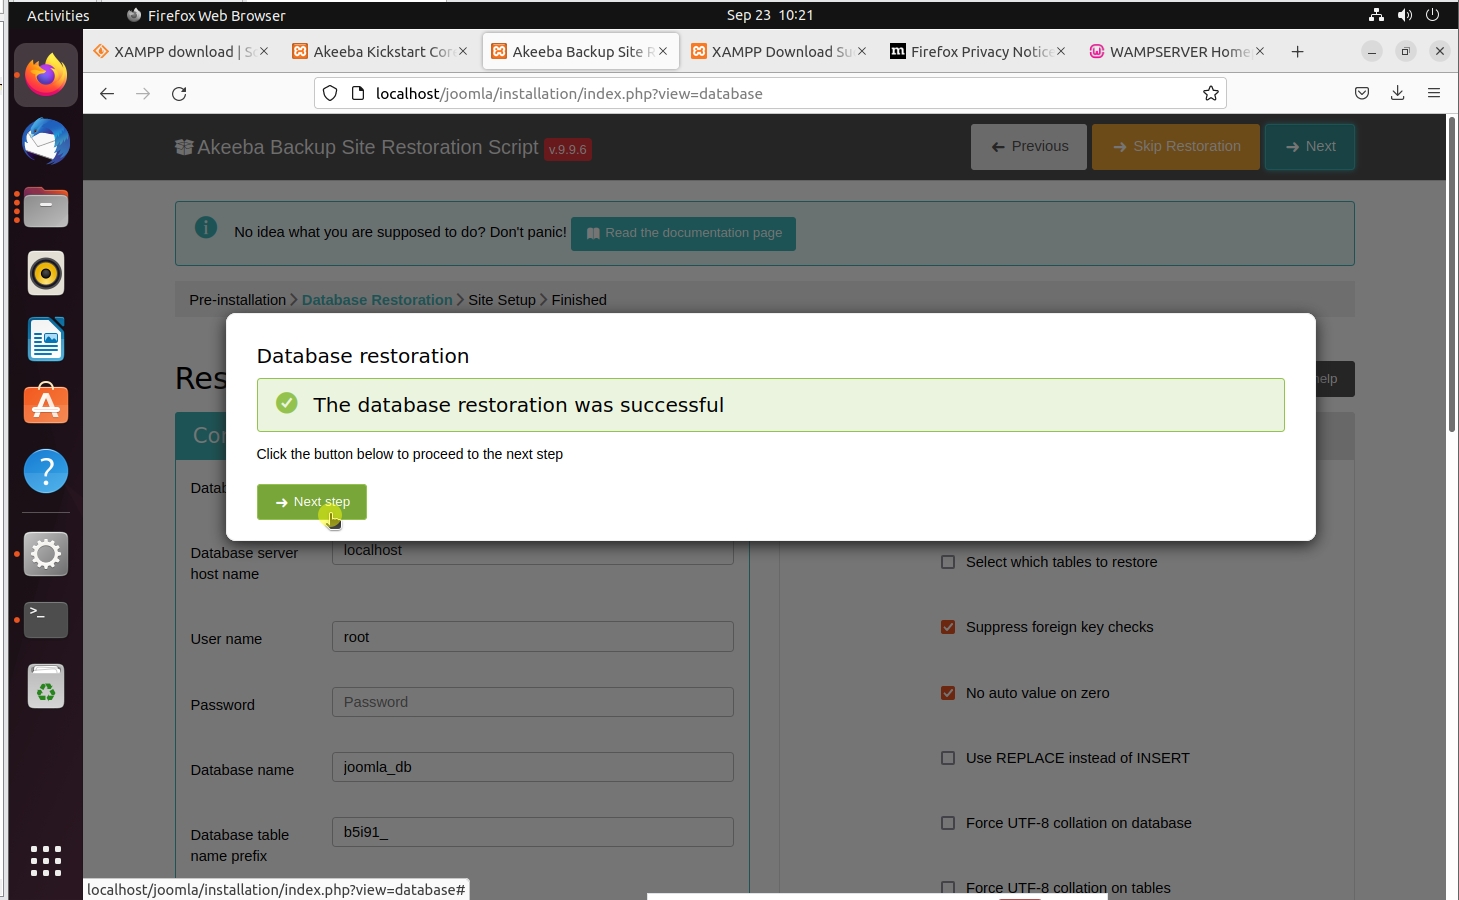 Activities
Firefox Web Browser
Sep 23 10:21
XAMPP download | S
Akeeba Kickstart Cor
Akeeba Backup Site R
XAMPP Download Su
Firefox Privacy Notice
WAMPSERVER Home
localhost/joomla/installation/index.php?view=database
Akeeba Backup Site Restoration Script v.9.9.6
Previous
Skip Restoration
Next
No idea what you are supposed to do? Don't panic! Read the documentation page
Pre-installation Database Restoration Site Setup Finished
Res
help
Database restoration
The database restoration was successful
Click the button below to proceed to the next step
Next step
Database server host name
localhost
Select which tables to restore
User name
root
Suppress foreign key checks
Password
Password
No auto value on zero
Database name
joomla_db
Use REPLACE instead of INSERT
Database table name prefix
b5i91_
Force UTF-8 collation on database
Force UTF-8 collation on tables
localhost/joomla/installation/index.php?view=database#